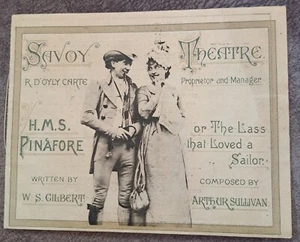 SAVOY THEATRE
R. D'OYLY CARTE Proprietor and Manager
H.M.S. or The Lass
PINAFORE that Loved a
Sailor.
WRITTEN BY COMPOSED BY
W. S. GILBERT. ARTHUR SULLIVAN.